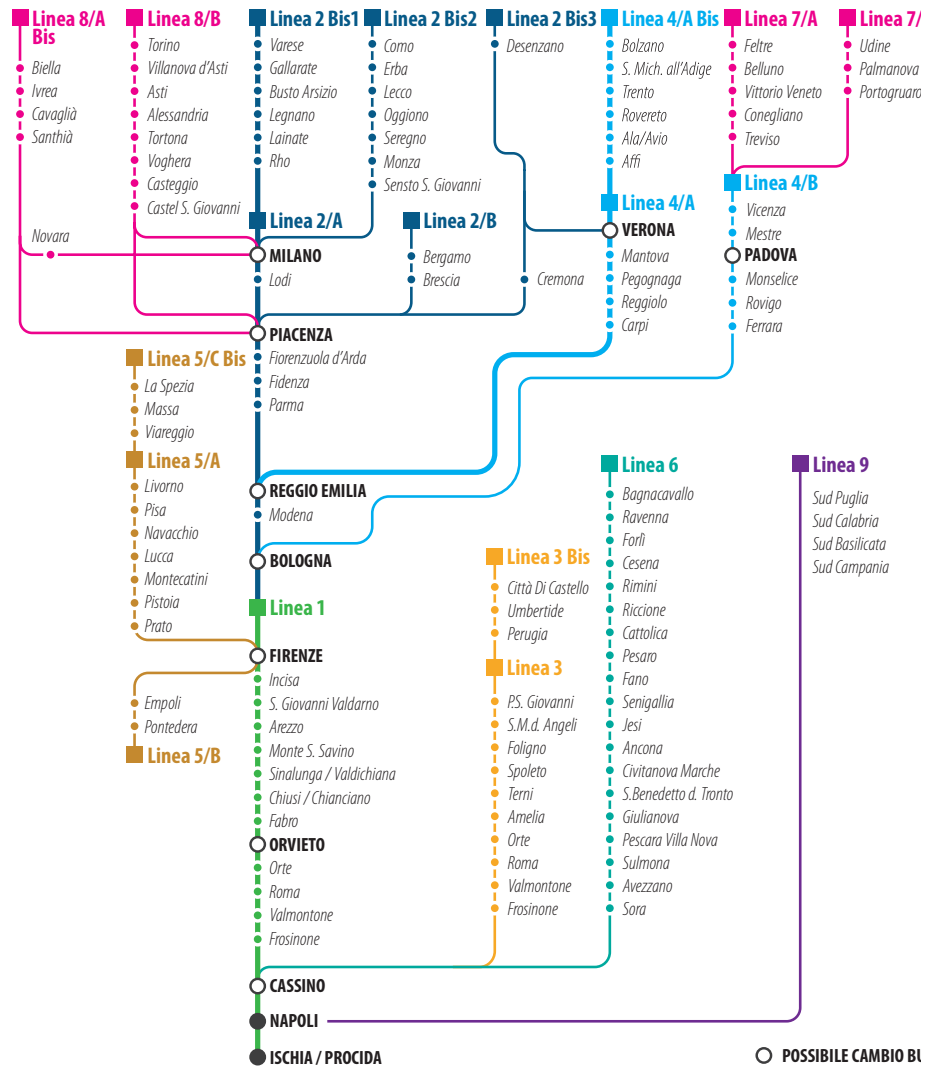 Linea 8/A Bis
Biella
Ivrea
Cavaglià
Santhià
Novara
Linea 8/B
Torino
Villanova d'Asti
Asti
Alessandria
Tortona
Voghera
Casteggio
Castel S. Giovanni
Linea 2 Bis1
Varese
Gallarate
Busto Arsizio
Legnano
Lainate
Rho
Linea 2/A
MILANO
Lodi
PIACENZA
Fiorenzuola d'Arda
Fidenza
Parma
REGGIO EMILIA
Modena
BOLOGNA
Linea 2 Bis2
Como
Erba
Lecco
Oggiono
Seregno
Monza
Sensto S. Giovanni
Linea 2/B
Bergamo
Brescia
Linea 2 Bis3
Desenzano
Cremona
Linea 4/A Bis
Bolzano
S. Mich. all'Adige
Trento
Rovereto
Ala/Avio
Affi
Linea 4/A
VERONA
Mantova
Pegognaga
Reggiolo
Carpi
Linea 7/A
Feltre
Belluno
Vittorio Veneto
Conegliano
Treviso
Linea 7/
Udine
Palmanova
Portogruaro
Linea 4/B
Vicenza
Mestre
PADOVA
Monselice
Rovigo
Ferrara
Linea 5/C Bis
La Spezia
Massa
Viareggio
Linea 5/A
Livorno
Pisa
Navacchio
Lucca
Montecatini
Pistoia
Prato
Empoli
Pontedera
Linea 5/B
Linea 1
FIRENZE
Incisa
S. Giovanni Valdarno
Arezzo
Monte S. Savino
Sinalunga / Valdichiana
Chiusi / Chianciano
Fabro
ORVIETO
Orte
Roma
Valmontone
Frosinone
CASSINO
NAPOLI
ISCHIA / PROCIDA
Linea 3 Bis
Città Di Castello
Umbertide
Perugia
Linea 3
P.S. Giovanni
S.M.d. Angeli
Foligno
Spoleto
Terni
Amelia
Orte
Roma
Valmontone
Frosinone
Linea 6
Bagnacavallo
Ravenna
Forlì
Cesena
Rimini
Riccione
Cattolica
Pesaro
Fano
Senigallia
Jesi
Ancona
Civitanova Marche
S.Benedetto d. Tronto
Giulianova
Pescara Villa Nova
Sulmona
Avezzano
Sora
Linea 9
Sud Puglia
Sud Calabria
Sud Basilicata
Sud Campania
POSSIBILE CAMBIO